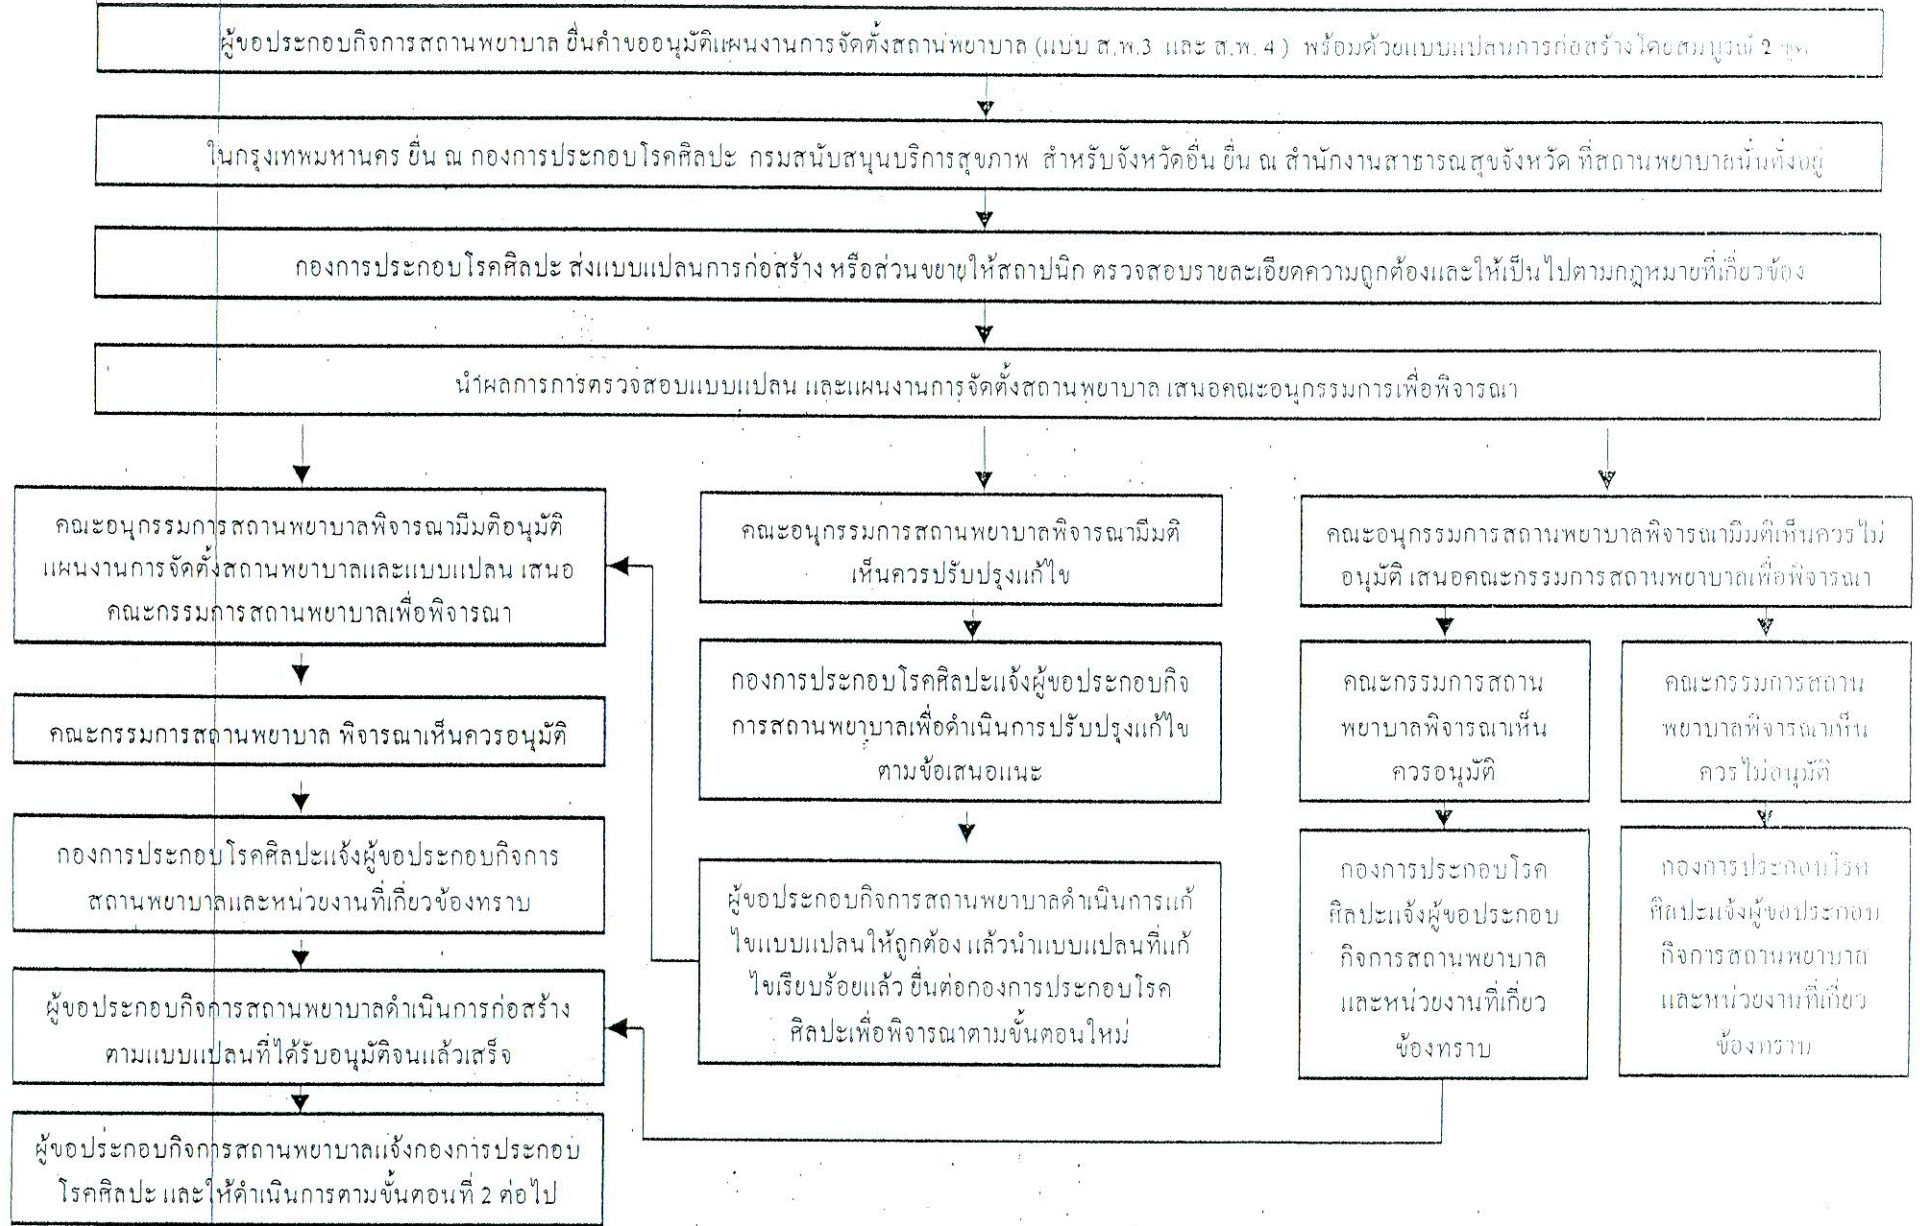 ผู้ขอประกอบกิจการสถานพยาบาล ยื่นคำขออนุมัติแผนงานการจัดตั้งสถานพยาบาล (แบบ ส.พ.3 และ ส.พ. 4 ) พร้อมด้วยแบบแปลนการก่อสร้างโดยสมบูรณ์ 2 ชุด
ในกรุงเทพมหานคร ยื่น ณ กองการประกอบโรคศิลปะ กรมสนับสนุนบริการสุขภาพ สำหรับจังหวัดอื่น ยื่น ณ สำนักงานสาธารณสุขจังหวัด ที่สถานพยาบาลนั้นตั้งอยู่
กองการประกอบโรคศิลปะ ส่งแบบแปลนการก่อสร้าง หรือส่วนขยายให้สถาปนิก ตรวจสอบรายละเอียดความถูกต้องและให้เป็นไปตามกฎหมายที่เกี่ยวข้อง
นำผลการการตรวจสอบแบบแปลน และแผนงานการจัดตั้งสถานพยาบาล เสนอคณะอนุกรรมการเพื่อพิจารณา
คณะอนุกรรมการสถานพยาบาลพิจารณามีมติอนุมัติ
แผนงานการจัดตั้งสถานพยาบาลและแบบแปลน เสนอ
คณะกรรมการสถานพยาบาลเพื่อพิจารณา
คณะกรรมการสถานพยาบาล พิจารณาเห็นควรอนุมัติ
กองการประกอบโรคศิลปะแจ้งผู้ขอประกอบกิจการ
สถานพยาบาลและหน่วยงานที่เกี่ยวข้องทราบ
ผู้ขอประกอบกิจการสถานพยาบาลดำเนินการก่อสร้าง
ตามแบบแปลนที่ได้รับอนุมัติจนแล้วเสร็จ
ผู้ขอประกอบกิจการสถานพยาบาลแจ้งกองการประกอบ
โรคศิลปะ และให้ดำเนินการตามขั้นตอนที่ 2 ต่อไป
คณะอนุกรรมการสถานพยาบาลพิจารณามีมติ
เห็นควรปรับปรุงแก้ไข
กองการประกอบโรคศิลปะแจ้งผู้ขอประกอบกิจ
การสถานพยาบาลเพื่อดำเนินการปรับปรุงแก้ไข
ตามข้อเสนอแนะ
ผู้ขอประกอบกิจการสถานพยาบาลดำเนินการแก้
ไขแบบแปลนให้ถูกต้อง แล้วนำแบบแปลนที่แก้
ไขเรียบร้อยแล้ว ยื่นต่อกองการประกอบโรค
ศิลปะเพื่อพิจารณาตามขั้นตอนใหม่
คณะอนุกรรมการสถานพยาบาลพิจารณามีมติเห็นควรไม่
อนุมัติ เสนอคณะกรรมการสถานพยาบาลเพื่อพิจารณา
คณะกรรมการสถาน
พยาบาลพิจารณาเห็น
ควรอนุมัติ
กองการประกอบโรค
ศิลปะแจ้งผู้ขอประกอบ
กิจการสถานพยาบาล
และหน่วยงานที่เกี่ยว
ข้องทราบ
คณะกรรมการสถาน
พยาบาลพิจารณาเห็น
ควรไม่อนุมัติ
กองการประกอบโรค
ศิลปะแจ้งผู้ขอประกอบ
กิจการสถานพยาบาล
และหน่วยงานที่เกี่ยว
ข้องทราบ